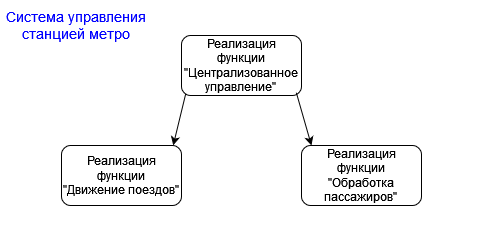 Система управления
станцией метро
Реализация
функции
"Централизованное
управление"
Реализация
функции
"Движение поездов"
Реализация
функции
"Обработка
пассажиров"